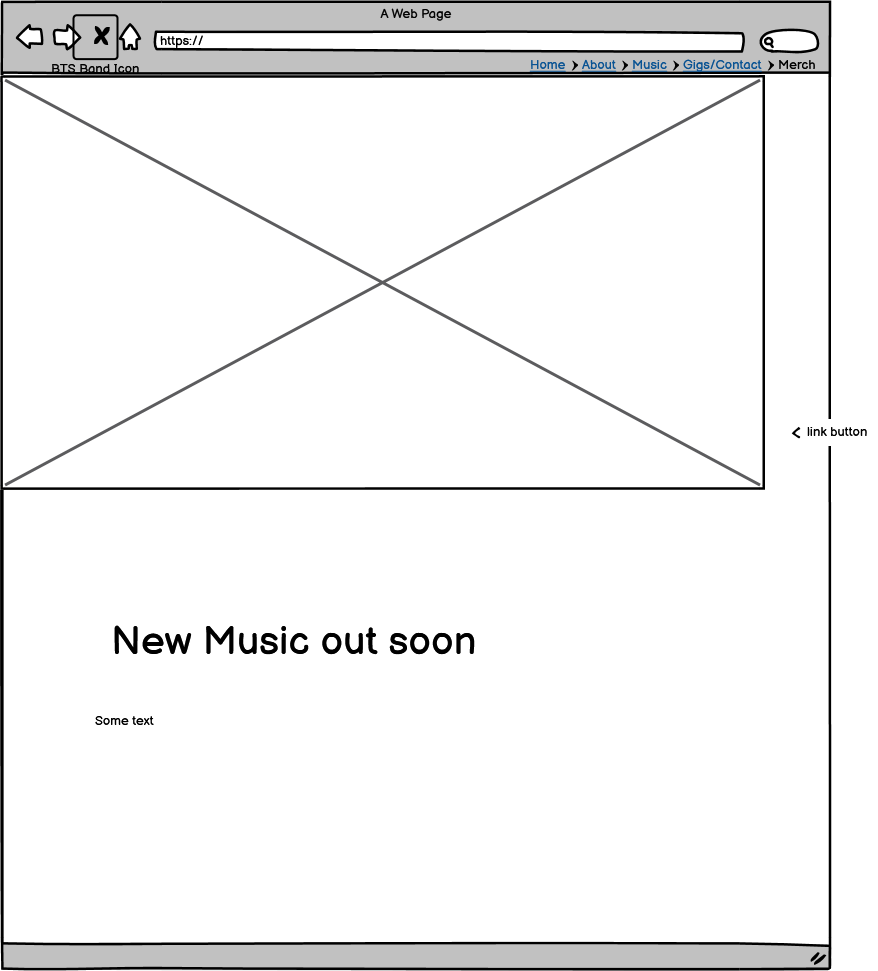 A Web Page
https://
BTS Band Icon
Home About Music Gigs/Contact Merch
link button
New Music out soon
Some text